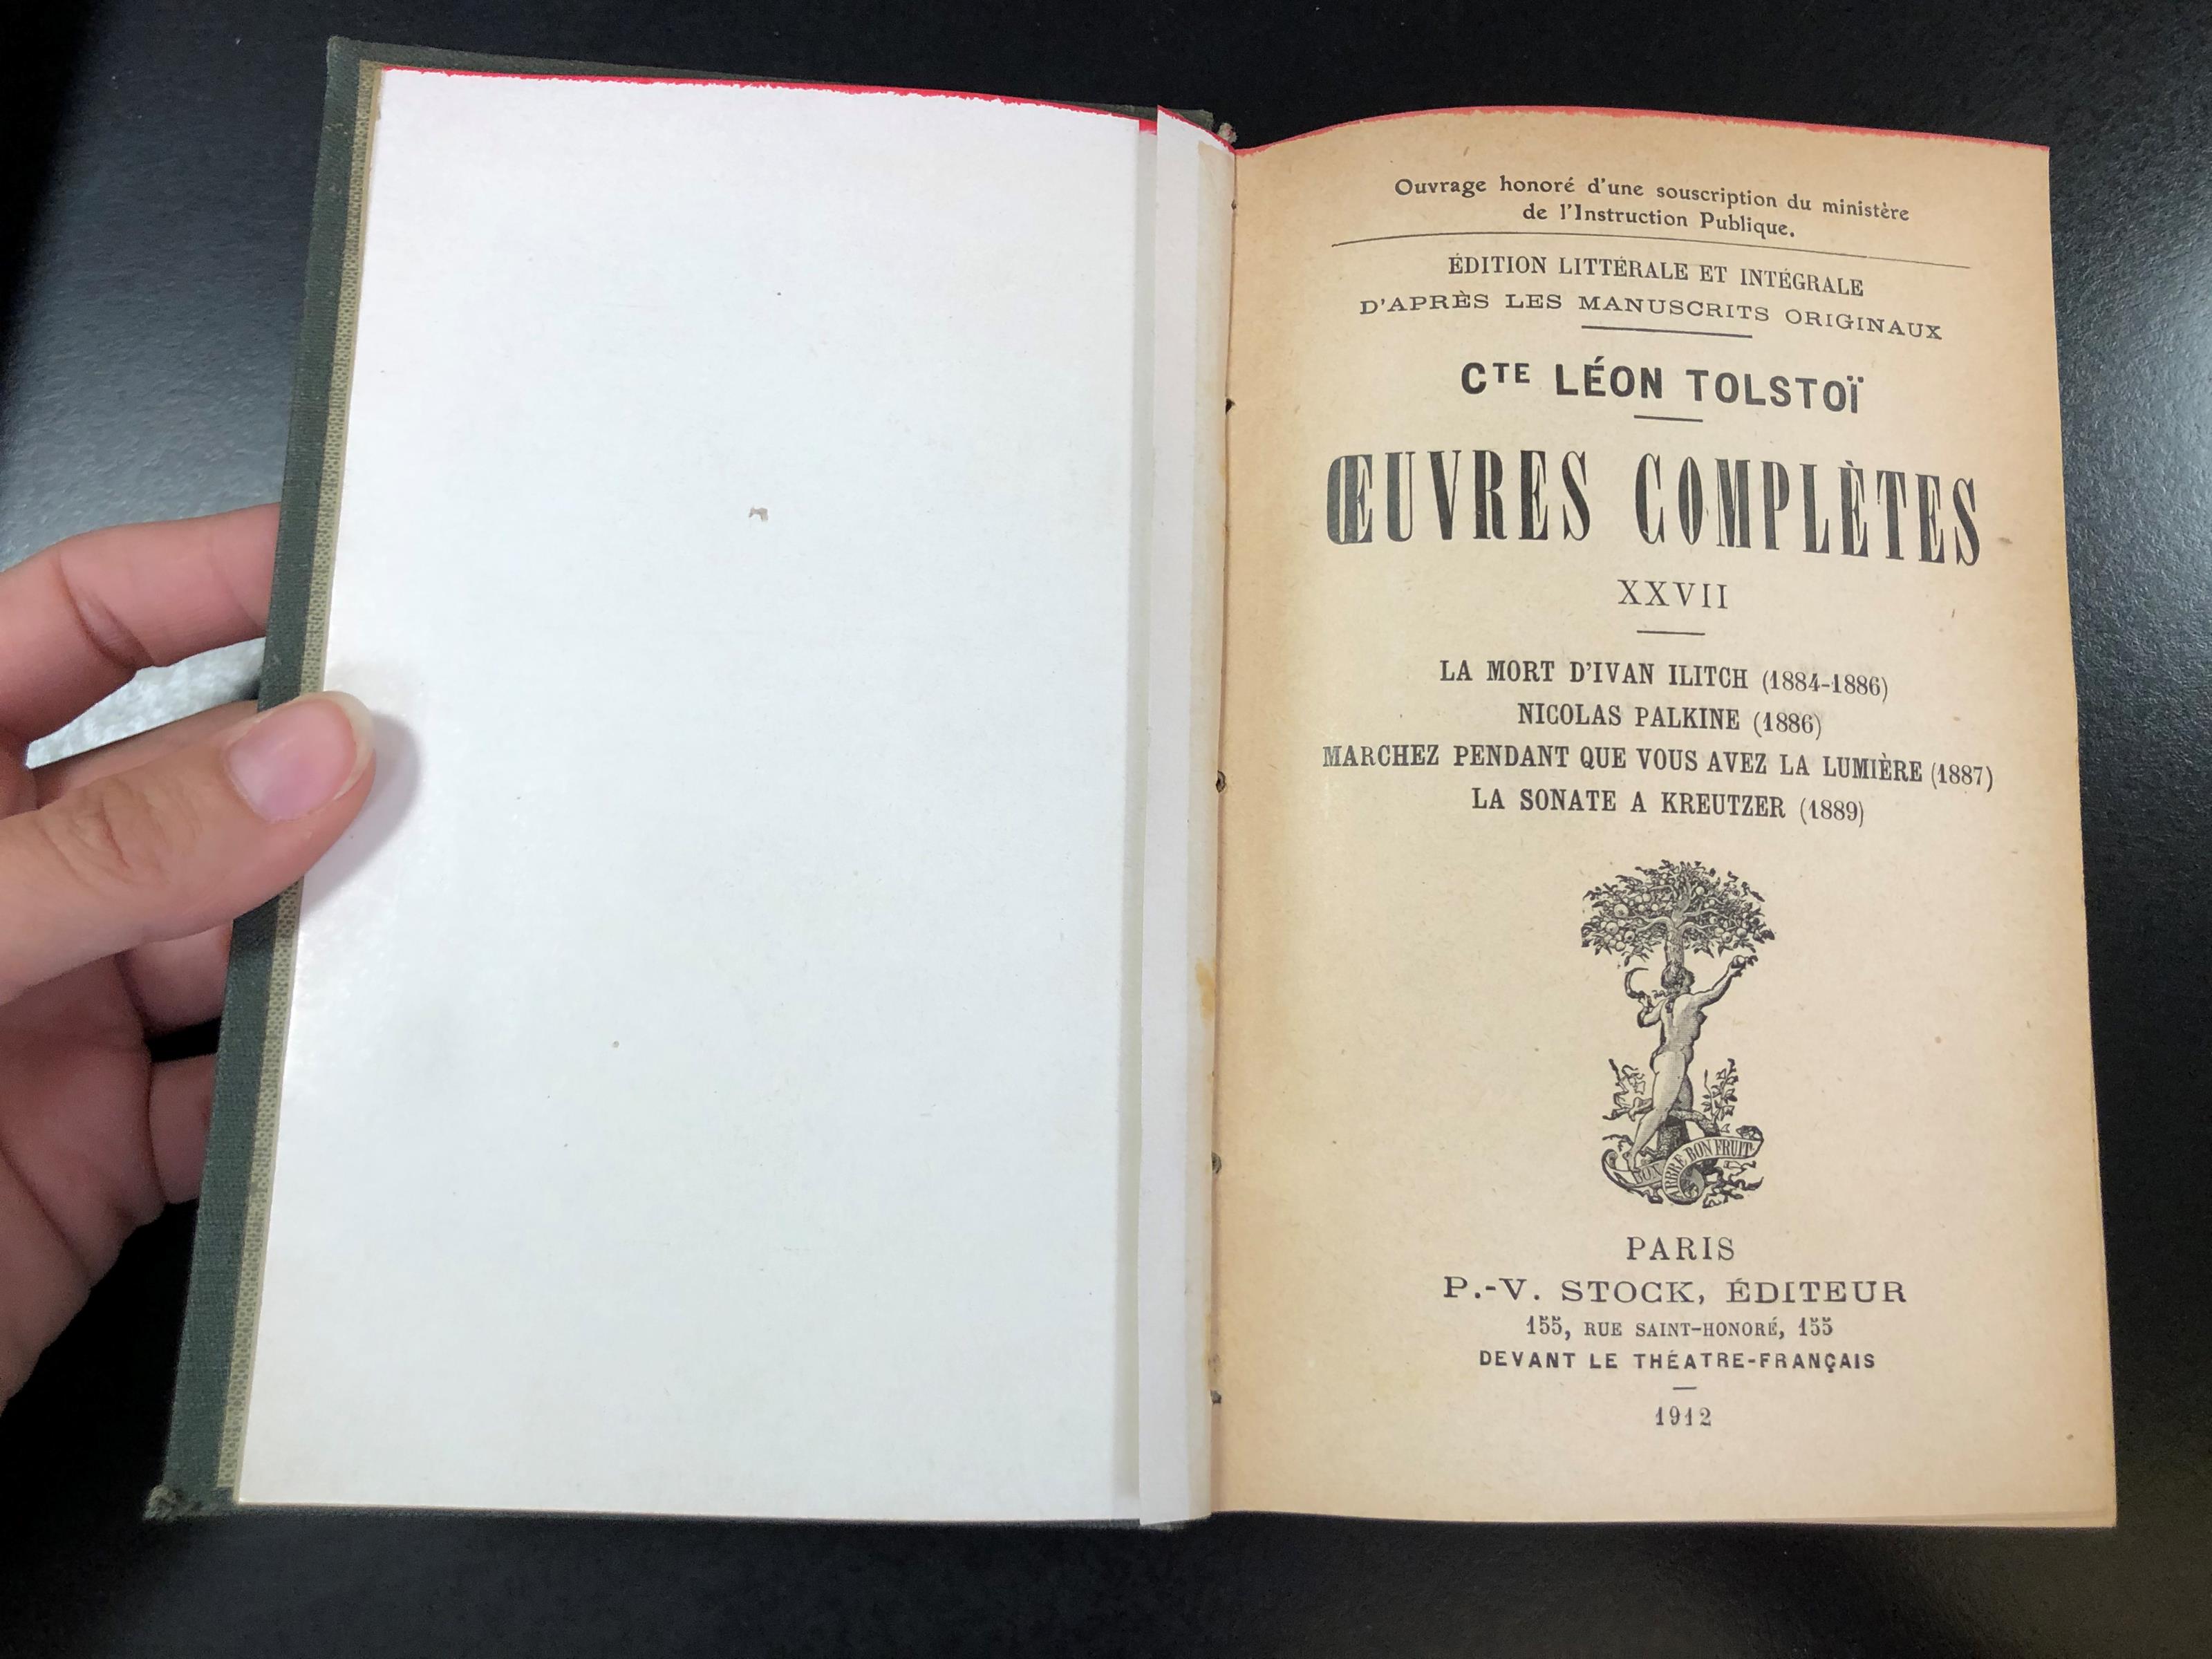 Ouvrage honoré d'une souscription du ministère
de l'Instruction Publique.
ÉDITION LITTÉRALE ET INTÉGRALE
D'APRÈS LES MANUSCRITS ORIGINAUX
CTE LÉON TOLSTOÏ
ŒUVRES COMPLÈTES
XXVII
LA MORT D'IVAN ILITCH (1884-1886)
NICOLAS PALKINE (1886)
MARCHEZ PENDANT QUE VOUS AVEZ LA LUMIÈRE (1887)
LA SONATE A KREUTZER (1889)
BON ARBRE BON FRUIT
PARIS
P.-V. STOCK, ÉDITEUR
155, RUE SAINT-HONORÉ, 155
DEVANT LE THÉATRE-FRANÇAIS
1912